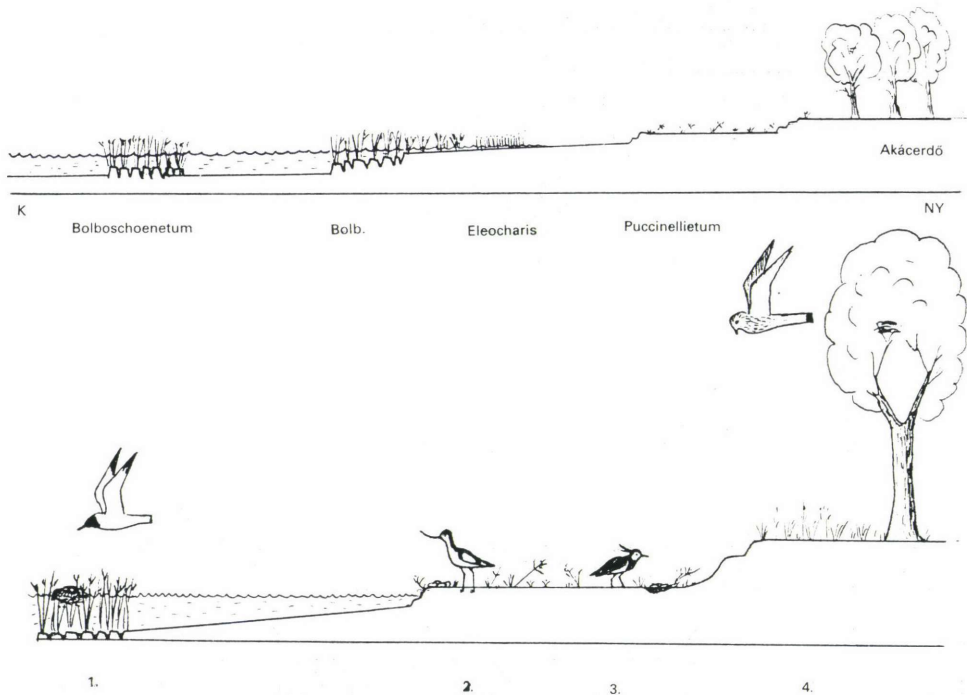 Akácerdő
K NY
Bolboschoenetum Bolb. Eleocharis Puccinellietum
1. 2. 3. 4.